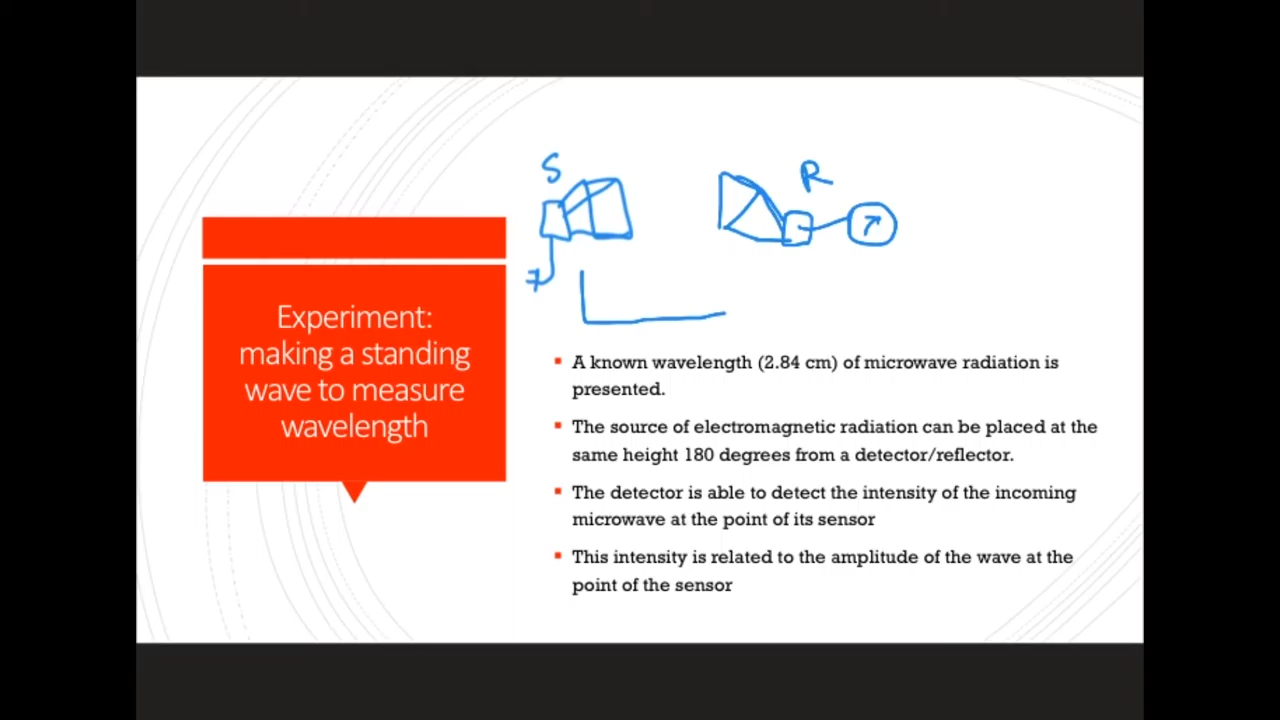 S
R
Experiment:
making a standing
wave to measure
wavelength
▪ A known wavelength (2.84 cm) of microwave radiation is
presented.
▪ The source of electromagnetic radiation can be placed at the
same height 180 degrees from a detector/reflector.
▪ The detector is able to detect the intensity of the incoming
microwave at the point of its sensor
▪ This intensity is related to the amplitude of the wave at the
point of the sensor